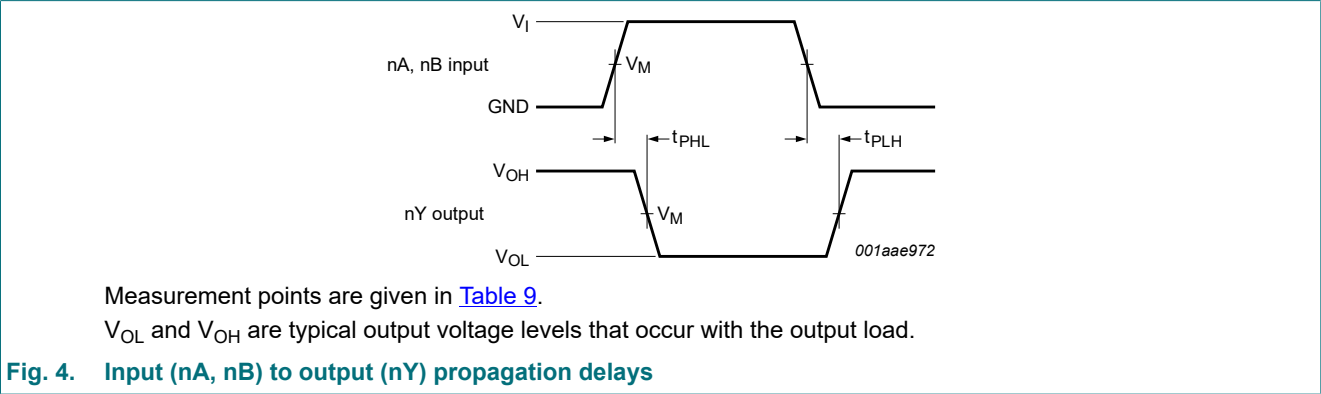 VI
nA, nB input
VM
GND
tPHL
tPLH
VOH
nY output
VM
VOL
001aae972
Measurement points are given in Table 9.
VOL and VOH are typical output voltage levels that occur with the output load.
Fig. 4. Input (nA, nB) to output (nY) propagation delays